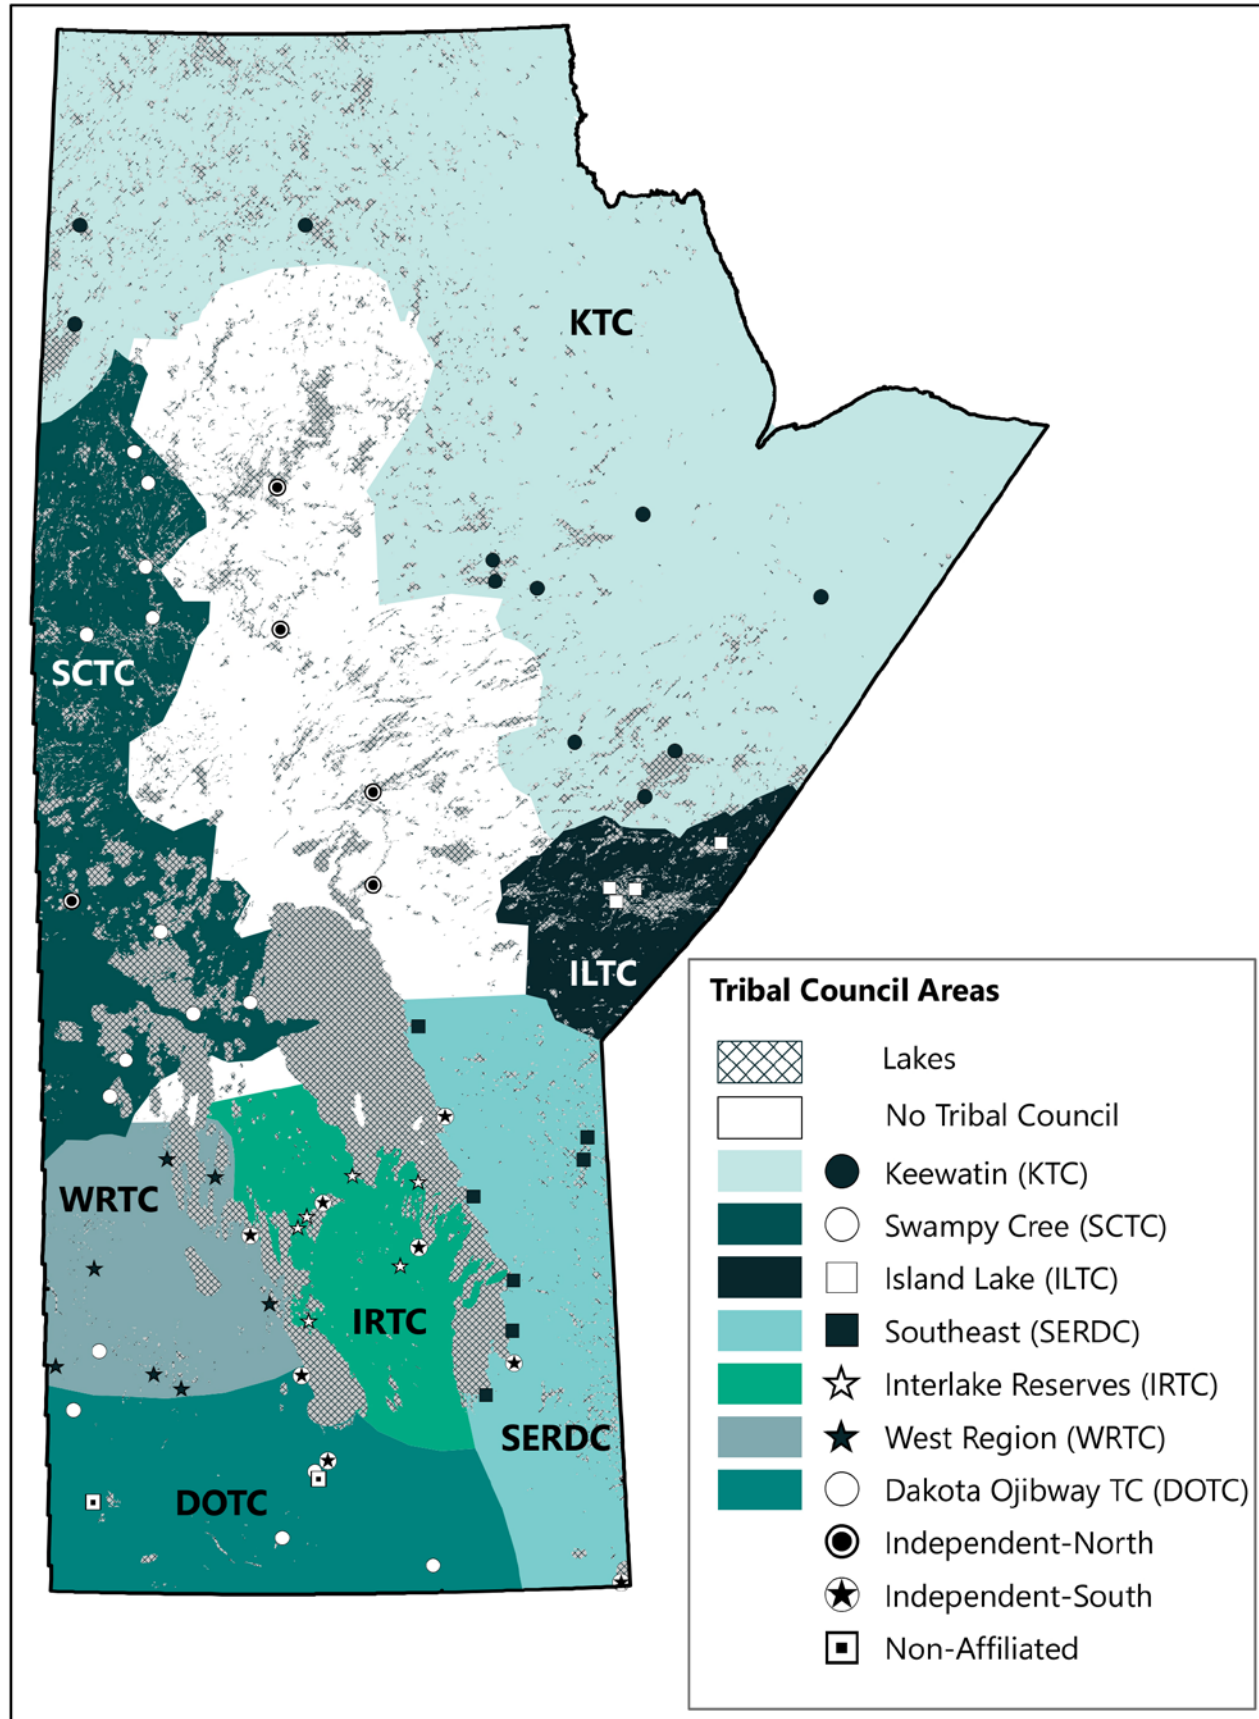 KTC
SCTC
ILTC
WRTC
IRTC
SERDC
DOTC
Tribal Council Areas
Lakes
No Tribal Council
Keewatin (KTC)
Swampy Cree (SCTC)
Island Lake (ILTC)
Southeast (SERDC)
Interlake Reserves (IRTC)
West Region (WRTC)
Dakota Ojibway TC (DOTC)
Independent-North
Independent-South
Non-Affiliated